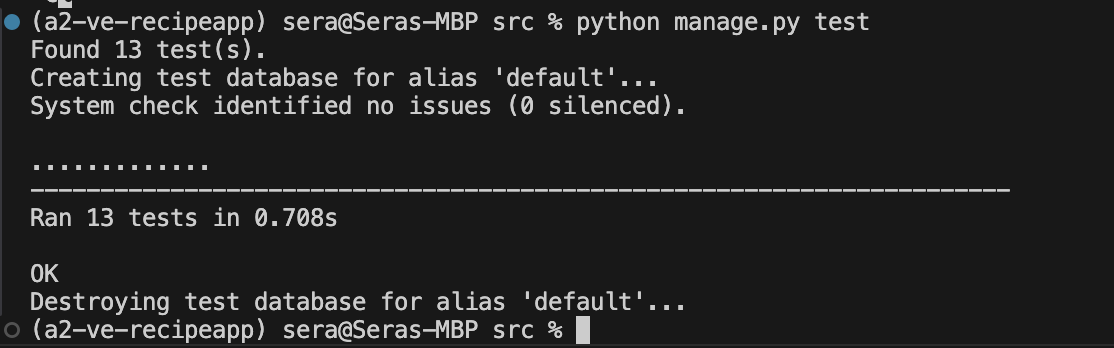 (a2-ve-recipeapp) sera@Seras-MBP src % python manage.py test
Found 13 test(s).
Creating test database for alias 'default'...
System check identified no issues (0 silenced).
.............
----------------------------------------------------------------------
Ran 13 tests in 0.708s
OK
Destroying test database for alias 'default'...
(a2-ve-recipeapp) sera@Seras-MBP src %